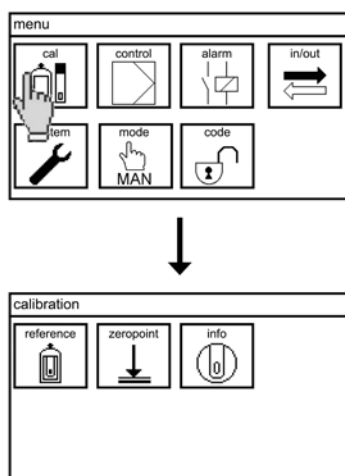 menu
cal control alarm in/out
tem mode code
MAN
calibration
reference zeropoint info